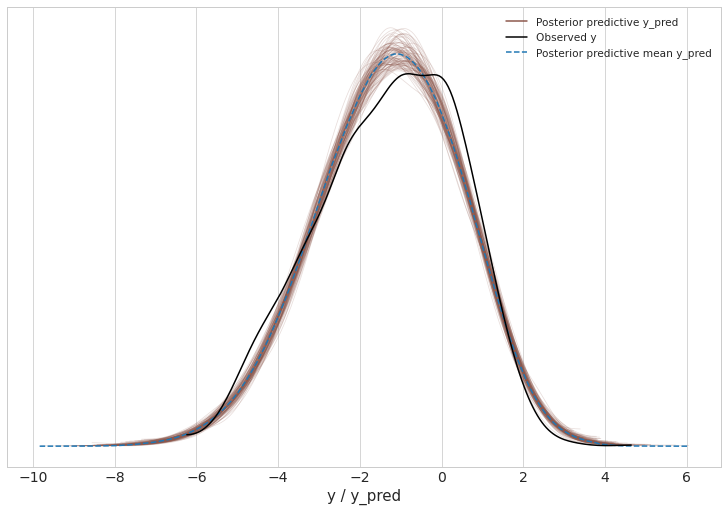 Posterior predictive y_pred
Observed y
Posterior predictive mean y_pred
−10 −8 −6 −4 −2 0 2 4 6
y / y_pred